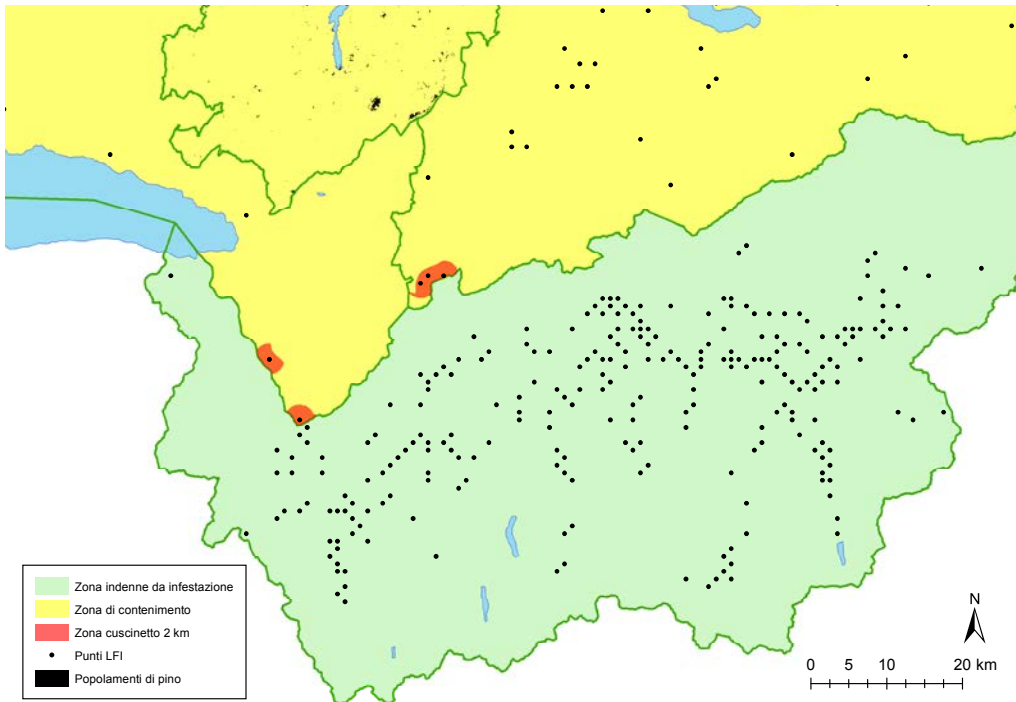 Zona indenne da infestazione
Zona di contenimento
Zona cuscinetto 2 km
Punti LFI
Popolamenti di pino
N
0 5 10 20 km